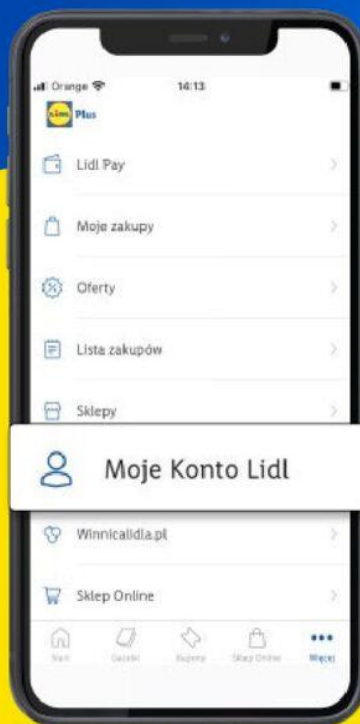 Orange 14:13
Lidl Plus
Lidl Pay
Moje zakupy
Oferty
Lista zakupów
Sklepy
Moje Konto Lidl
Winnicalidla.pl
Sklep Online
Start Gazetki Kupony Sklep Online Więcej